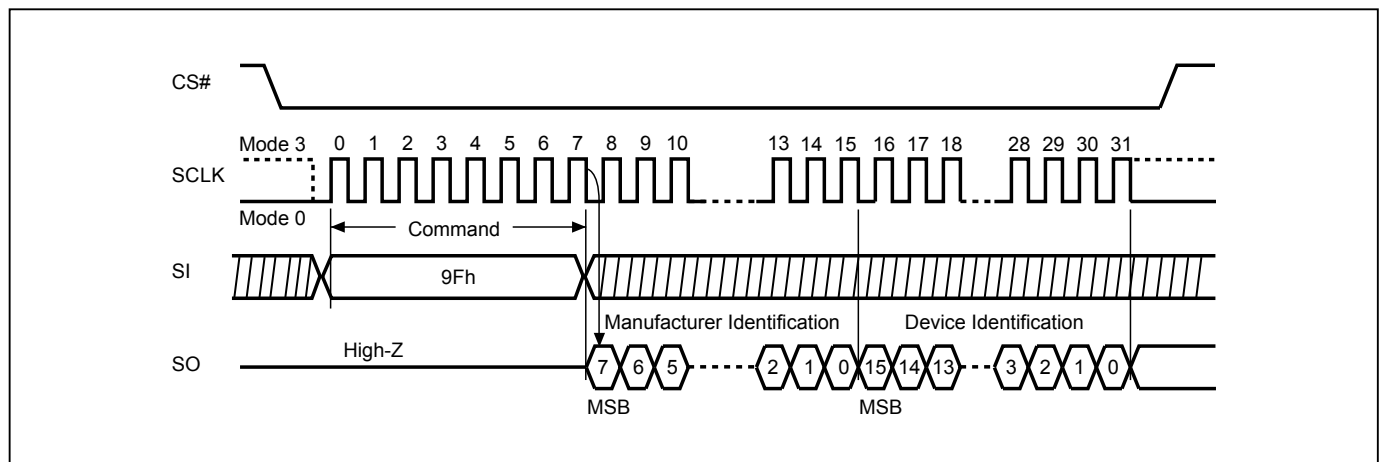 CS#
Mode 3 0 1 2 3 4 5 6 7 8 9 10 13 14 15 16 17 18 28 29 30 31
SCLK
Mode 0
Command
SI
9Fh
Manufacturer Identification Device Identification
High-Z
SO
7 6 5 2 1 0 15 14 13 3 2 1 0
MSB MSB